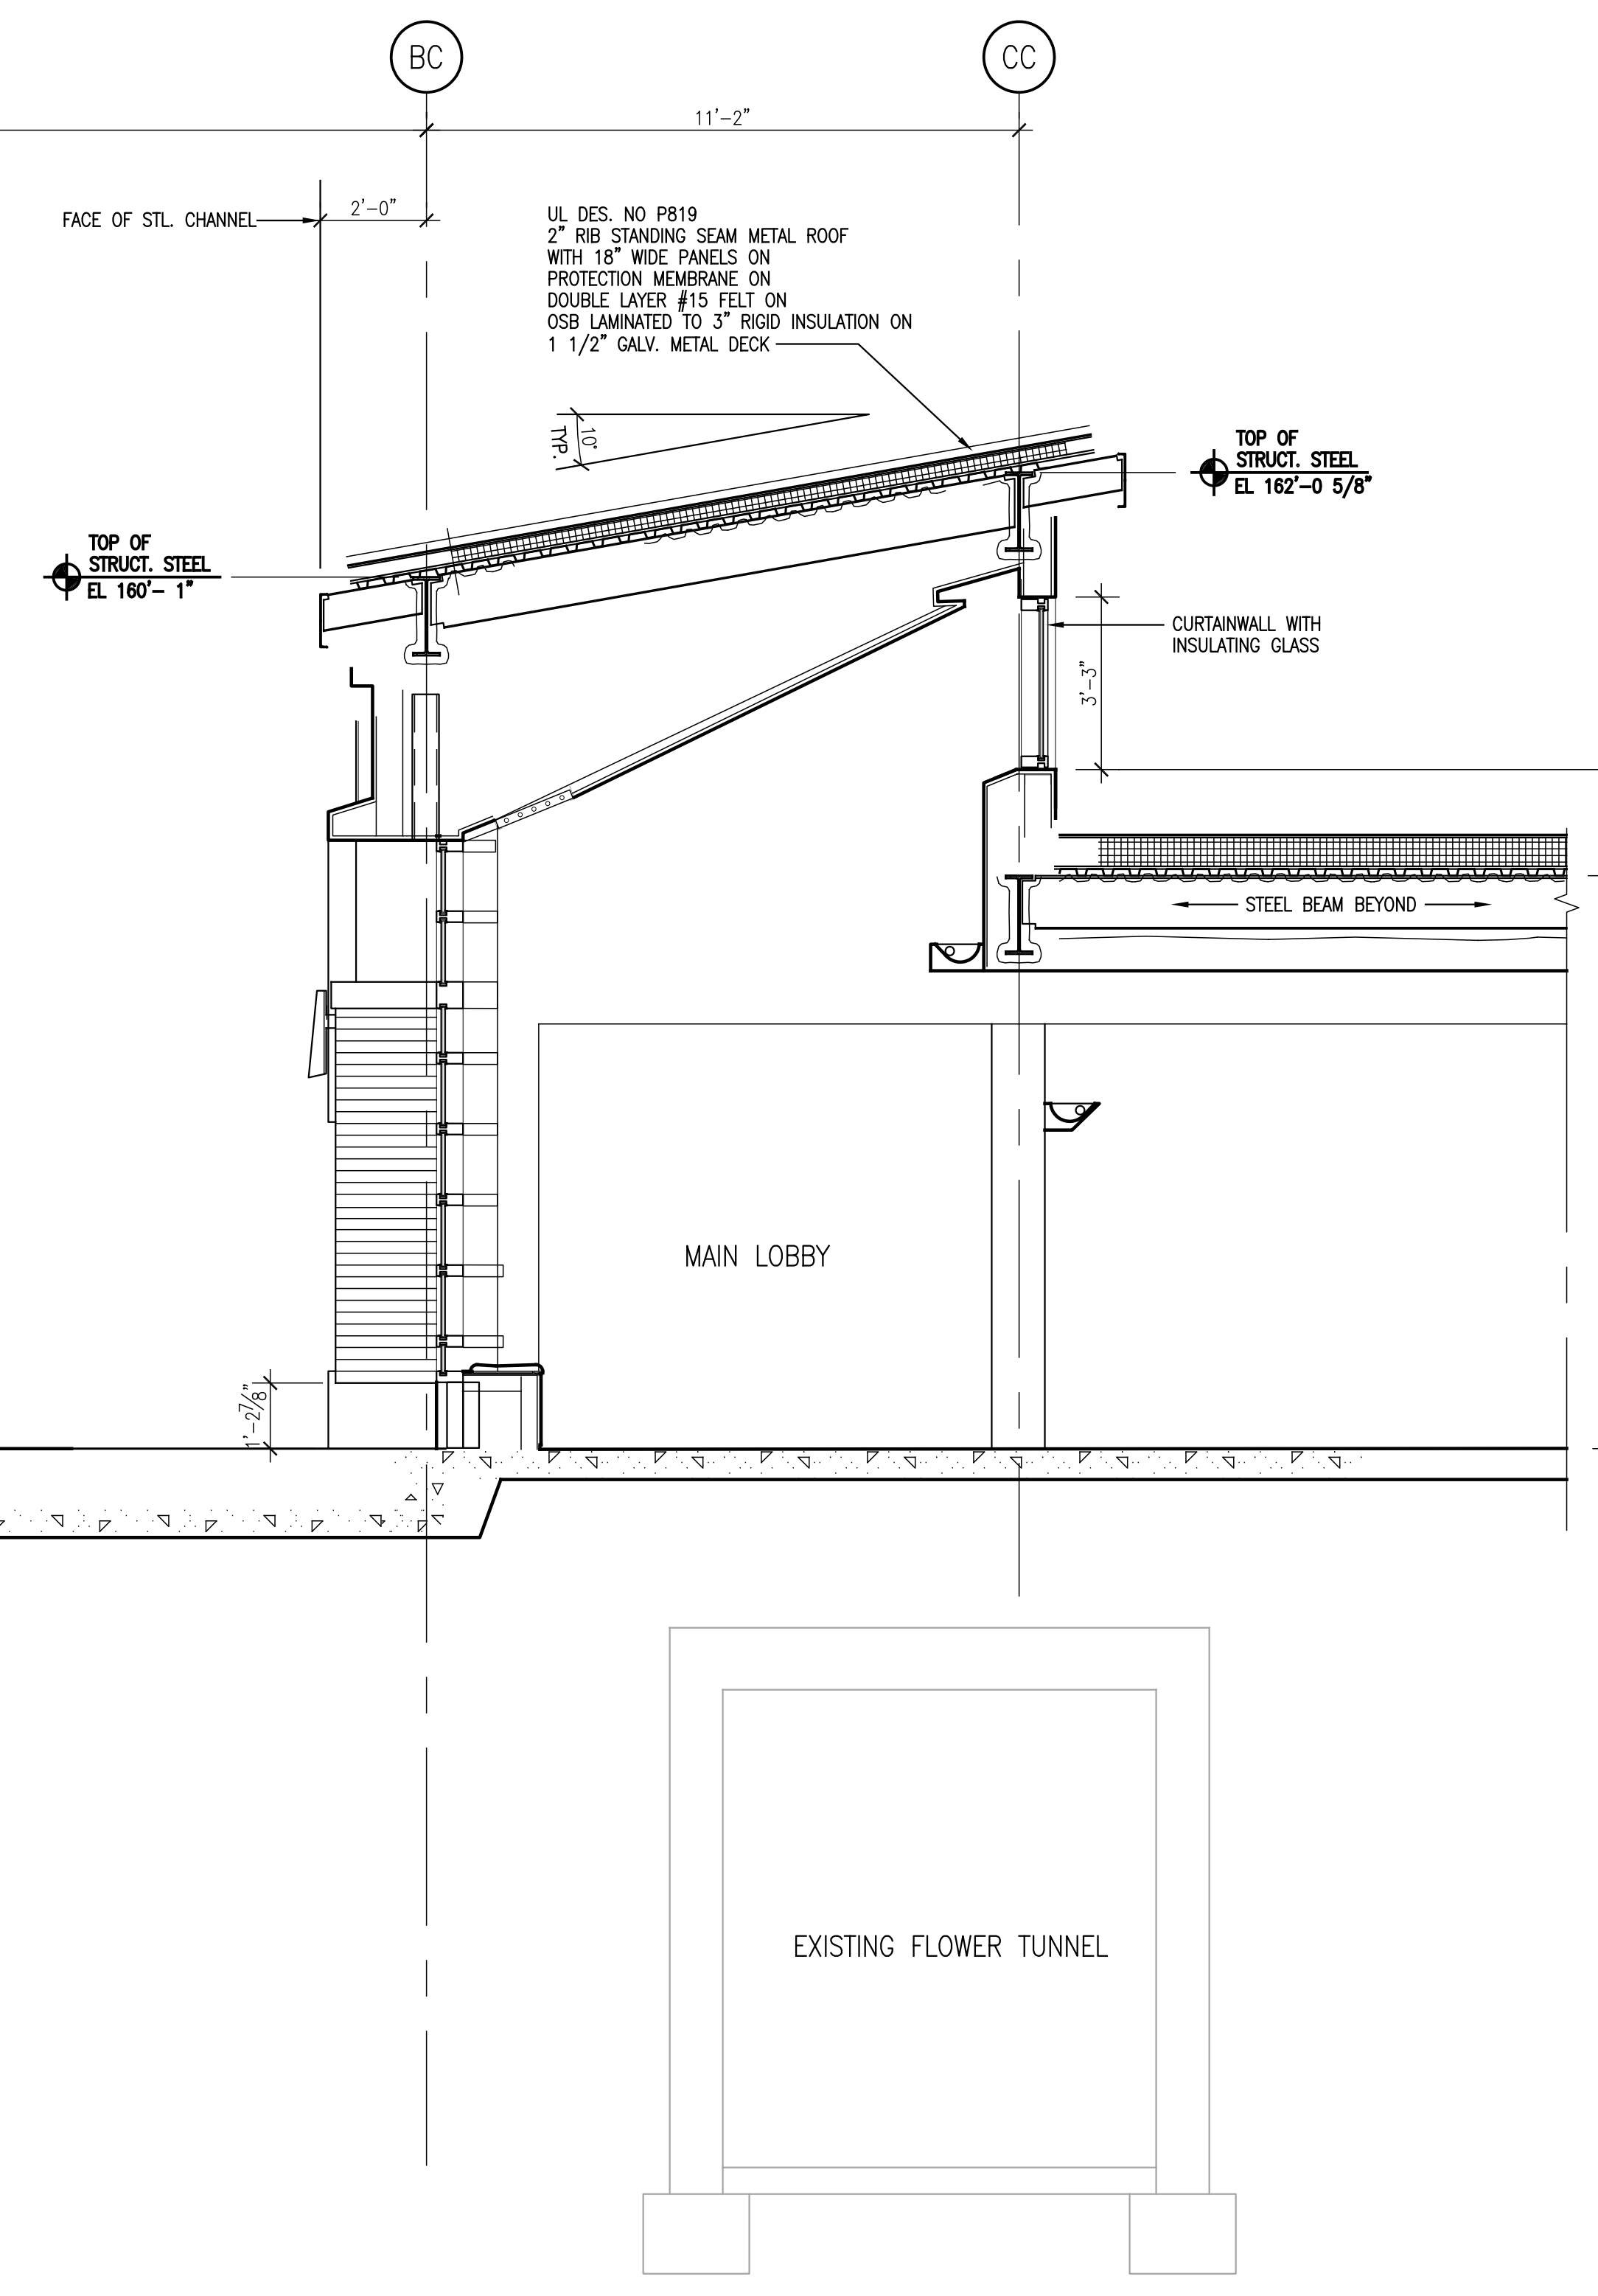 BC
CC
11'-2"
2'-0"
FACE OF STL. CHANNEL
UL DES. NO P819
2" RIB STANDING SEAM METAL ROOF
WITH 18" WIDE PANELS ON
PROTECTION MEMBRANE ON
DOUBLE LAYER #15 FELT ON
OSB LAMINATED TO 3" RIGID INSULATION ON
1 1/2" GALV. METAL DECK
10°
TYP.
TOP OF
STRUCT. STEEL
EL 162'-0 5/8"
TOP OF
STRUCT. STEEL
EL 160'- 1"
CURTAINWALL WITH
INSULATING GLASS
3'-3"
STEEL BEAM BEYOND
MAIN LOBBY
1'-2 7/8"
EXISTING FLOWER TUNNEL